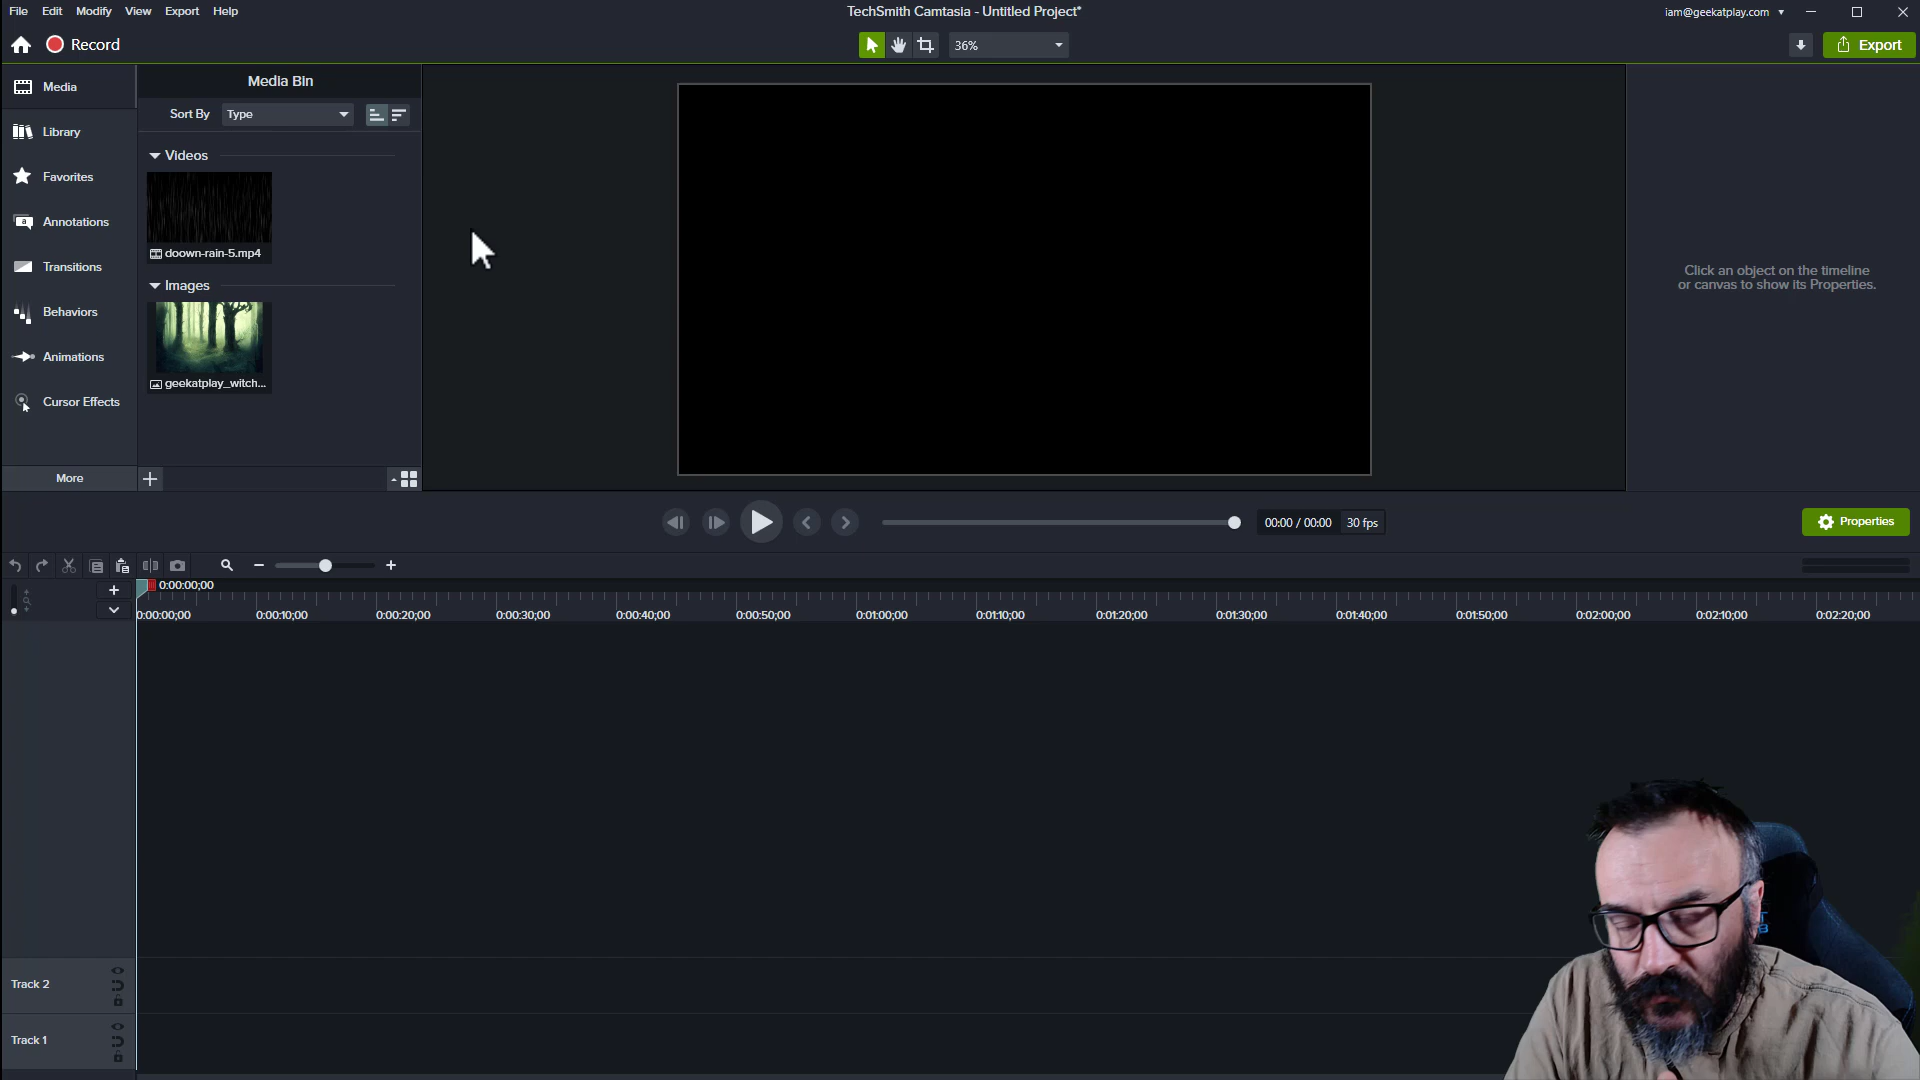 File Edit Modify View Export Help
TechSmith Camtasia - Untitled Project*
iam@geekatplay.com
Record
36%
Export
Media
Library
Favorites
Annotations
Transitions
Behaviors
Animations
Cursor Effects
More
Media Bin
Sort By Type
Videos
doown-rain-5.mp4
Images
geekatplay_witch...
Click an object on the timeline
or canvas to show its Properties.
00:00 / 00:00 30 fps
Properties
0:00:00;00
0:00:00;00 0:00:10;00 0:00:20;00 0:00:30;00 0:00:40;00 0:00:50;00 0:01:00;00 0:01:10;00 0:01:20;00 0:01:30;00 0:01:40;00 0:01:50;00 0:02:00;00 0:02:10;00 0:02:20;00
Track 2
Track 1